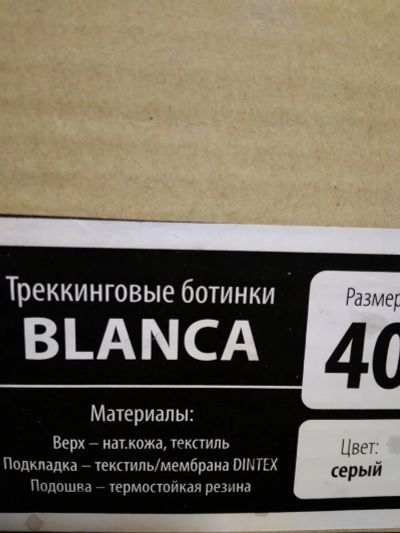 Треккинговые ботинки
BLANCA
Размер
40
Материалы:
Верх – нат.кожа, текстиль
Подкладка – текстиль/мембрана DINTEX
Подошва – термостойкая резина
Цвет:
серый